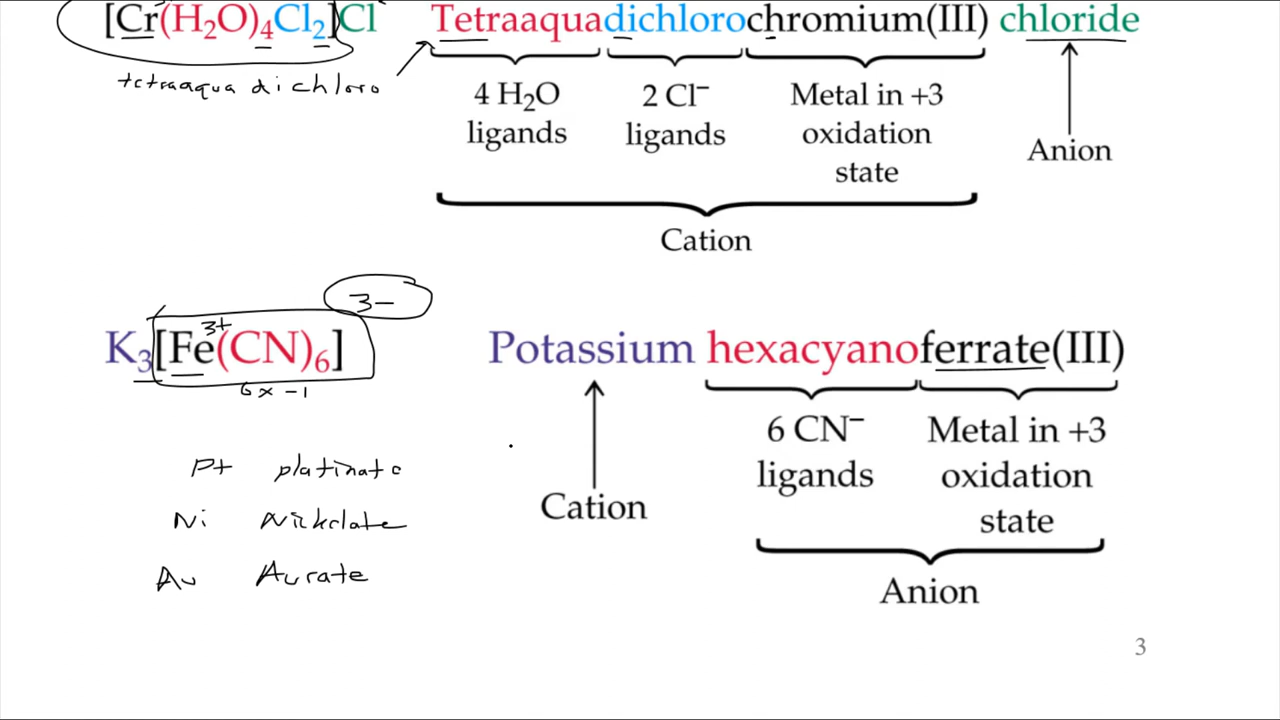 [Cr(H₂O)₄Cl₂]Cl Tetraaquadichlorochromium(III) chloride
tetraaqua dichloro
4 H₂O 2 Cl⁻ Metal in +3
ligands ligands oxidation
state
Anion
Cation
3-
3+
K₃[Fe(CN)₆] Potassium hexacyanoferrate(III)
6x-1
6 CN⁻ Metal in +3
ligands oxidation
state
Cation
Pt platinate
Ni Nickelate
Au Aurate
Anion
3